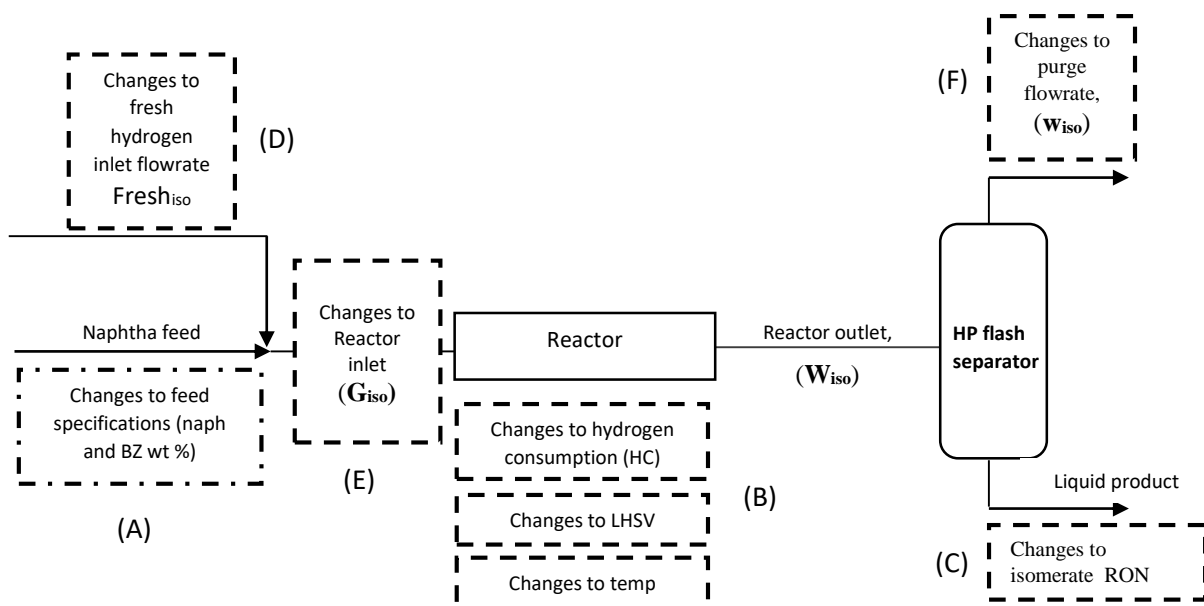 Changes to
fresh
hydrogen
inlet flowrate
Freshiso
(D)
Changes to
purge
flowrate,
(wiso)
(F)
Naphtha feed
Changes to feed
specifications (naph
and BZ wt %)
(A)
Changes to
Reactor
inlet
(Giso)
(E)
Reactor
Changes to hydrogen
consumption (HC)
Changes to LHSV
Changes to temp
(B)
Reactor outlet,
(Wiso)
HP flash
separator
Liquid product
(C)
Changes to
isomerate RON